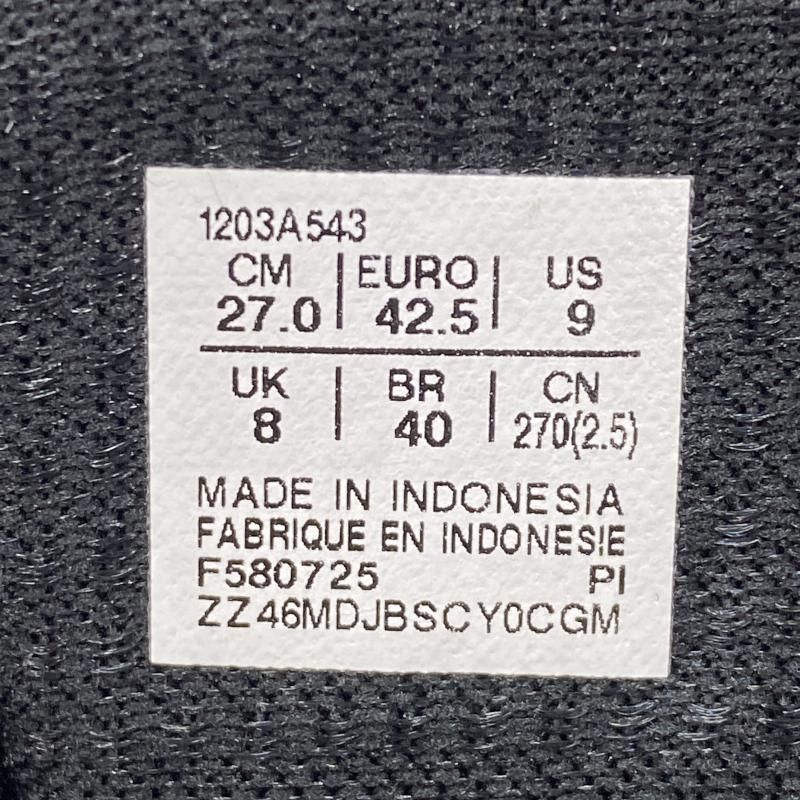 1203A543
CM | EURO | US
27.0 | 42.5 | 9
UK | BR | CN
8 | 40 | 270(2.5)
MADE IN INDONESIA
FABRIQUE EN INDONESIE
F580725 PI
ZZ46MDJBSCY0CGM